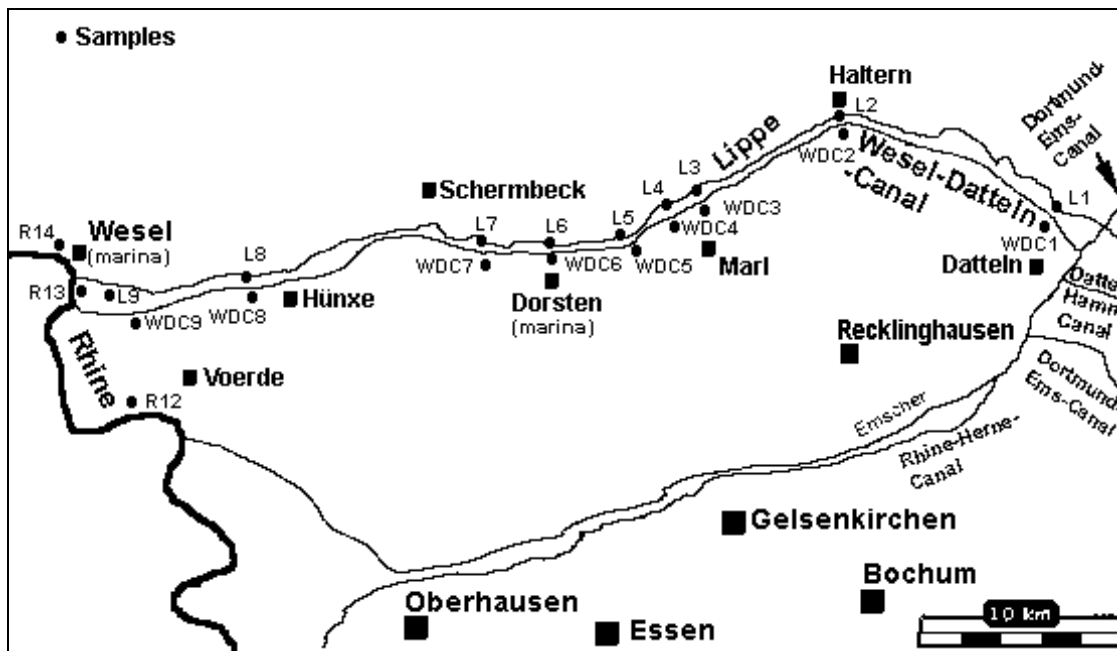 Samples
Haltern
L2
Dortmund-
Ems-
Canal
WDC2
Lippe
Wesel-Datteln
-Canal
L3
L4
Schermbeck
L1
WDC3
WDC4
WDC1
L5
L6
L7
R14
Wesel
(marina)
WDC7
WDC6
WDC5
Marl
Datteln
L8
R13
L9
WDC8
Hünxe
Dorsten
(marina)
Hamm
Canal
WDC9
Recklinghausen
Rhine
Voerde
R12
Dortmund-
Ems-Canal
Emscher
Rhine-Herne-
Canal
Gelsenkirchen
Bochum
Oberhausen
Essen
10 km